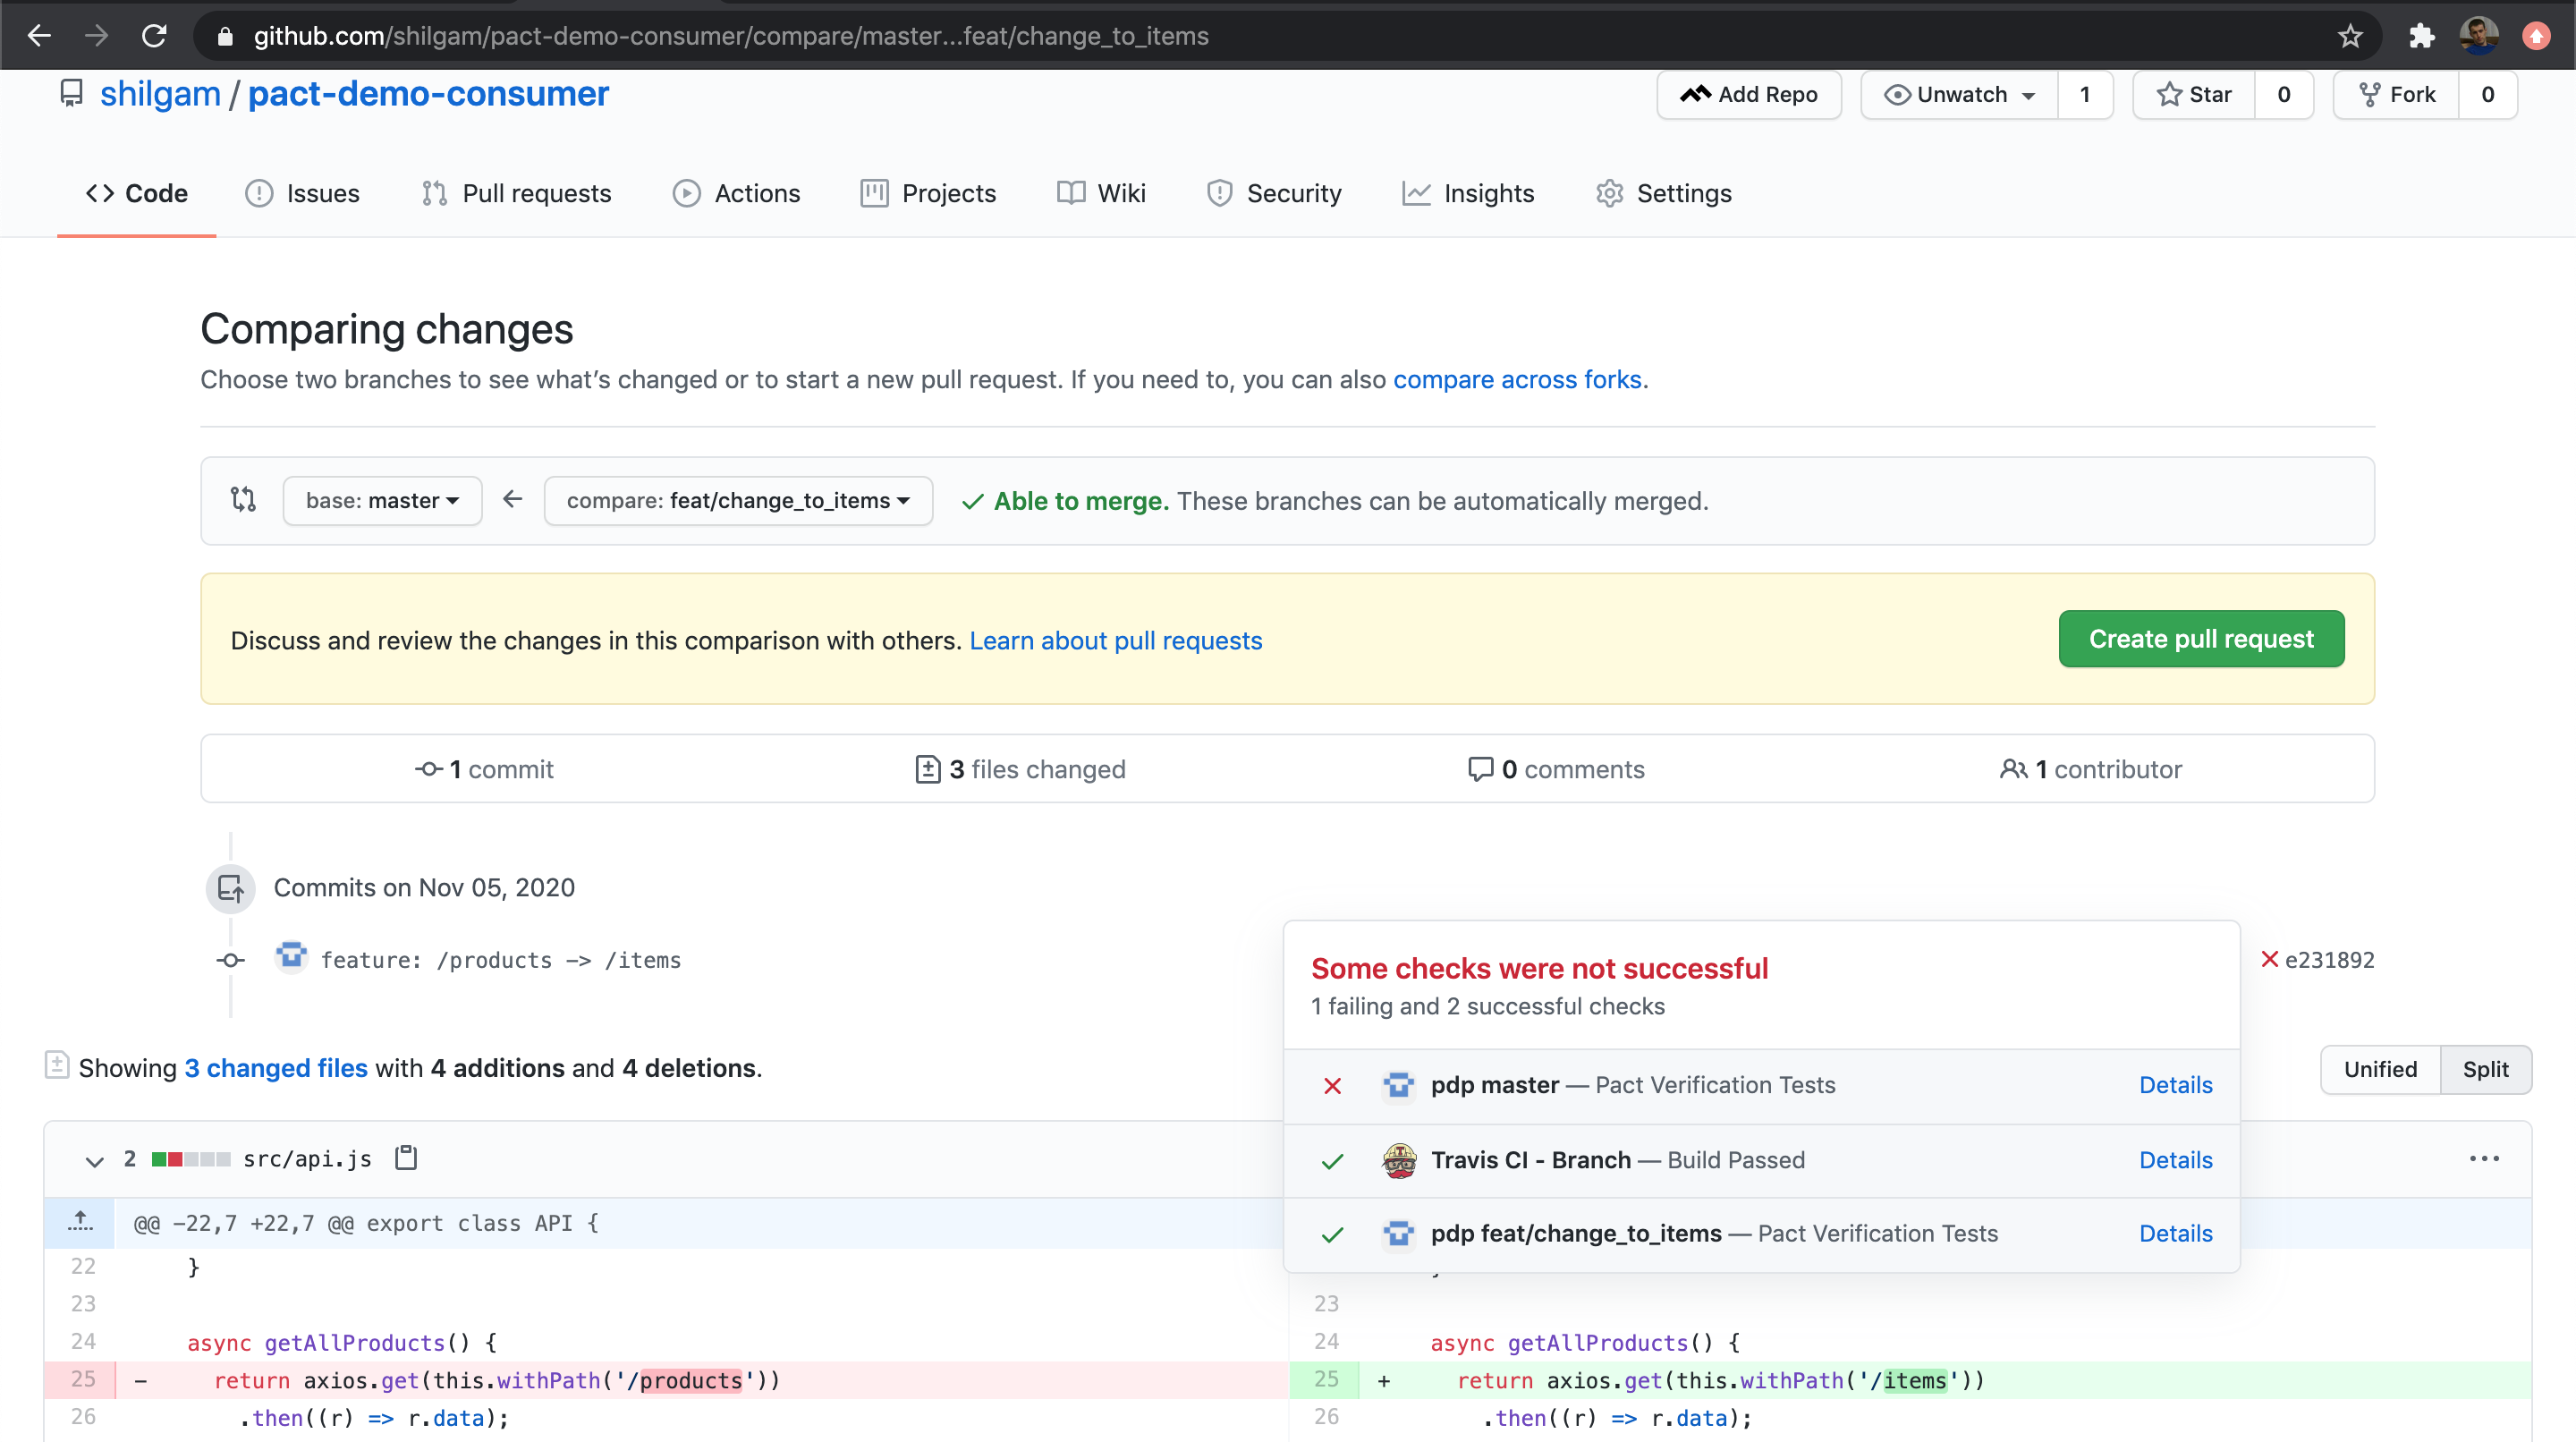 github.com/shilgam/pact-demo-consumer/compare/master...feat/change_to_items
shilgam / pact-demo-consumer
Add Repo
Unwatch 1
Star 0
Fork 0
Code Issues Pull requests Actions Projects Wiki Security Insights Settings
Comparing changes
Choose two branches to see what’s changed or to start a new pull request. If you need to, you can also compare across forks.
base: master
compare: feat/change_to_items
Able to merge. These branches can be automatically merged.
Discuss and review the changes in this comparison with others. Learn about pull requests
Create pull request
1 commit
3 files changed
0 comments
1 contributor
Commits on Nov 05, 2020
feature: /products -> /items
e231892
Some checks were not successful
1 failing and 2 successful checks
pdp master — Pact Verification Tests Details
Travis CI - Branch — Build Passed Details
pdp feat/change_to_items — Pact Verification Tests Details
Showing 3 changed files with 4 additions and 4 deletions.
Unified Split
2 src/api.js
@@ -22,7 +22,7 @@ export class API {
22 }
23
24 async getAllProducts() {
25 - return axios.get(this.withPath('/products'))
26 .then((r) => r.data);
23
24 async getAllProducts() {
25 + return axios.get(this.withPath('/items'))
26 .then((r) => r.data);